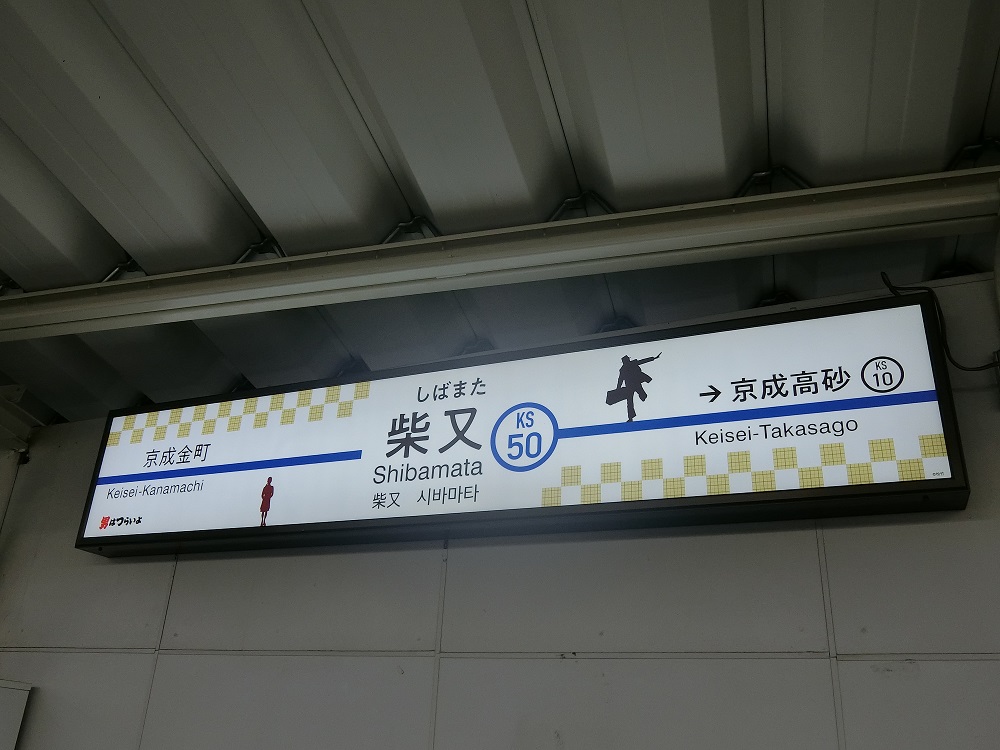 京成金町
Keisei-Kanamachi
男はつらいよ
しばまた
柴又
Shibamata
柴又 시바마타
KS
50
→ 京成高砂
KS
10
Keisei-Takasago